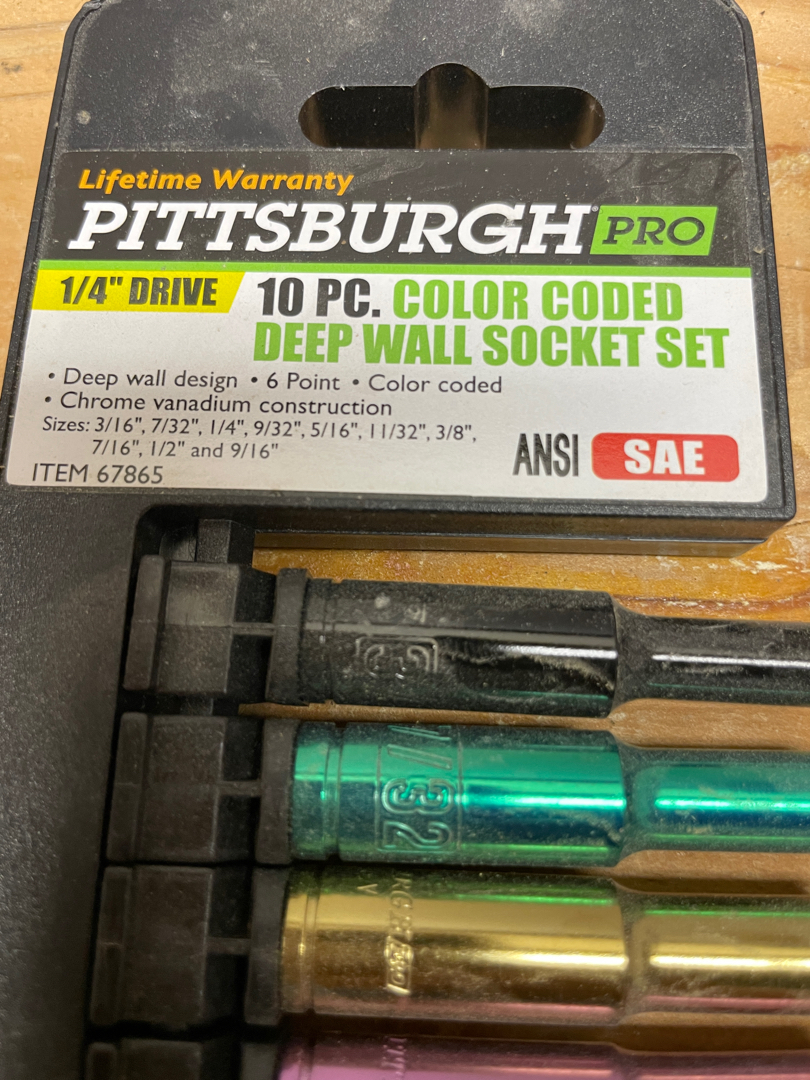 Lifetime Warranty
PITTSBURGH® PRO
1/4" DRIVE
10 PC. COLOR CODED
DEEP WALL SOCKET SET
• Deep wall design • 6 Point • Color coded
• Chrome vanadium construction
Sizes: 3/16", 7/32", 1/4", 9/32", 5/16", 11/32", 3/8",
7/16", 1/2" and 9/16"
ITEM 67865
ANSI SAE
32